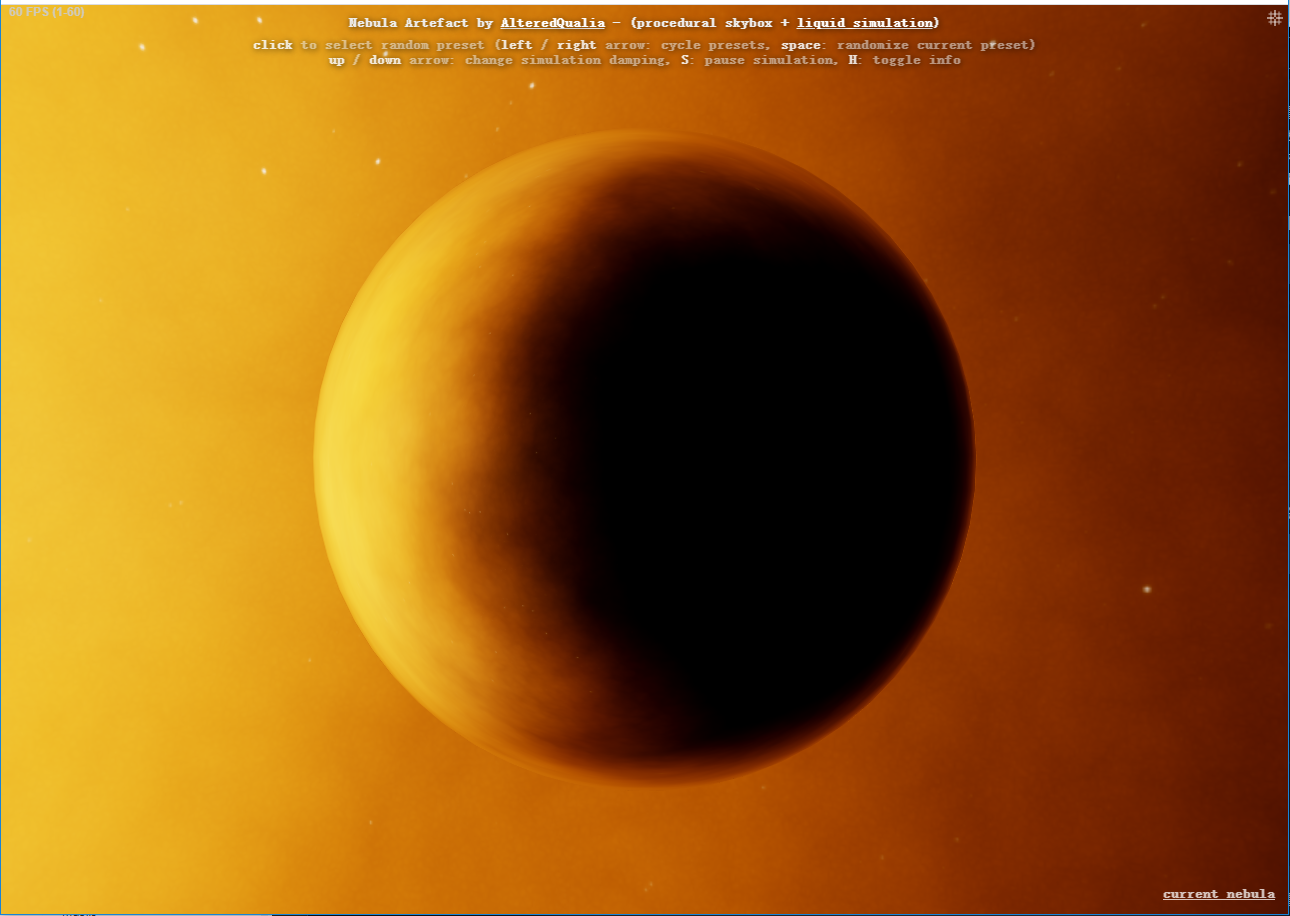 60 FPS (1-60)
Nebula Artefact by AlteredQualia - (procedural skybox + liquid simulation)
click to select random preset (left / right arrow: cycle presets, space: randomize current preset)
up / down arrow: change simulation damping, S: pause simulation, H: toggle info
current nebula